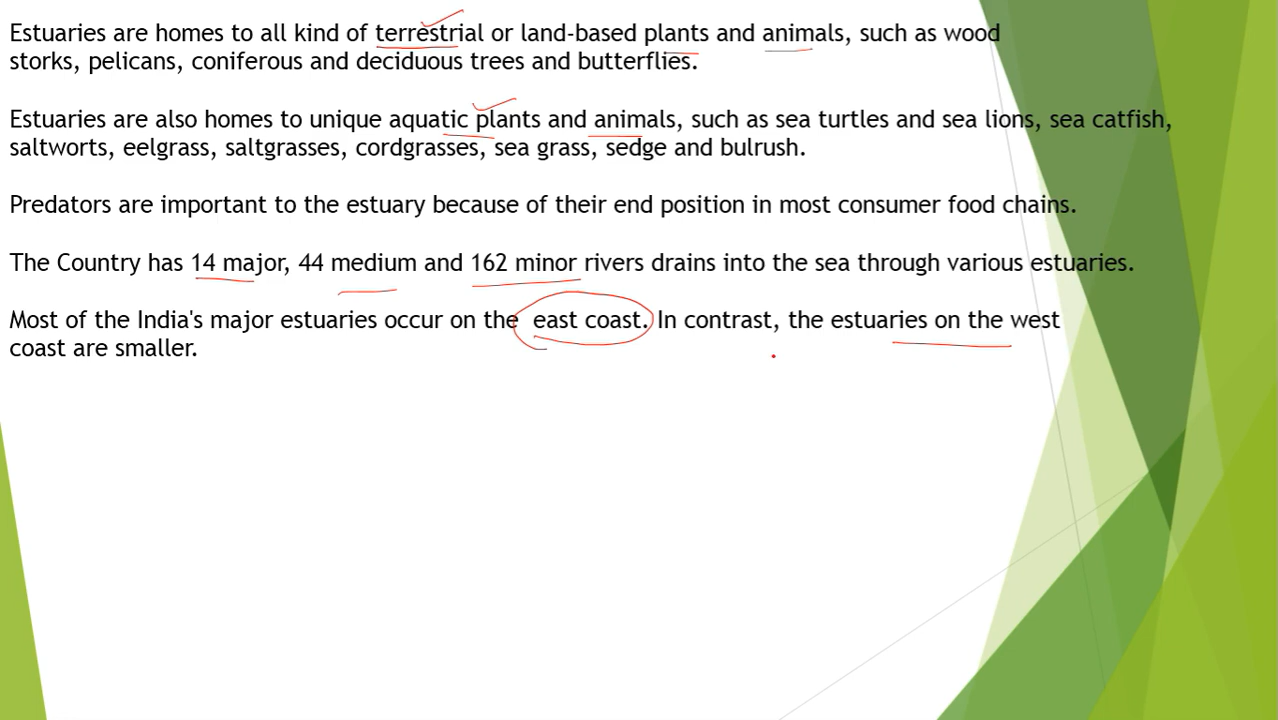 Estuaries are homes to all kind of terrestrial or land-based plants and animals, such as wood
storks, pelicans, coniferous and deciduous trees and butterflies.
Estuaries are also homes to unique aquatic plants and animals, such as sea turtles and sea lions, sea catfish,
saltworts, eelgrass, saltgrasses, cordgrasses, sea grass, sedge and bulrush.
Predators are important to the estuary because of their end position in most consumer food chains.
The Country has 14 major, 44 medium and 162 minor rivers drains into the sea through various estuaries.
Most of the India's major estuaries occur on the east coast. In contrast, the estuaries on the west
coast are smaller.